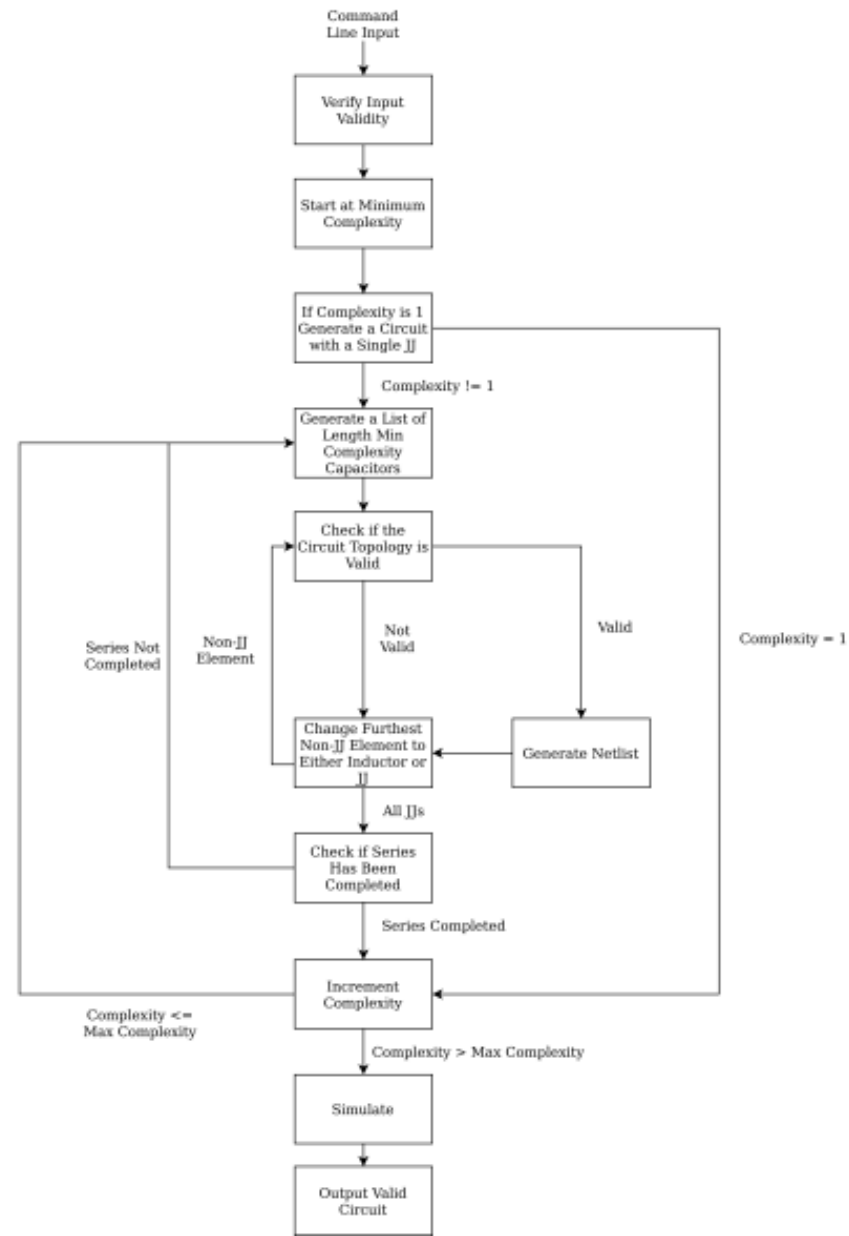 Command
Line Input
Verify Input
Validity
Start at Minimum
Complexity
If Complexity is 1
Generate a Circuit
with a Single JJ
Complexity != 1
Generate a List of
Length Min
Complexity
Capacitors
Check if the
Circuit Topology is
Valid
Series Not
Completed
Non-JJ
Element
Not
Valid
Valid
Complexity = 1
Change Furthest
Non-JJ Element to
Either Inductor or
JJ
Generate Netlist
All JJs
Check if Series
Has Been
Completed
Series Completed
Increment
Complexity
Complexity <=
Max Complexity
Complexity > Max Complexity
Simulate
Output Valid
Circuit